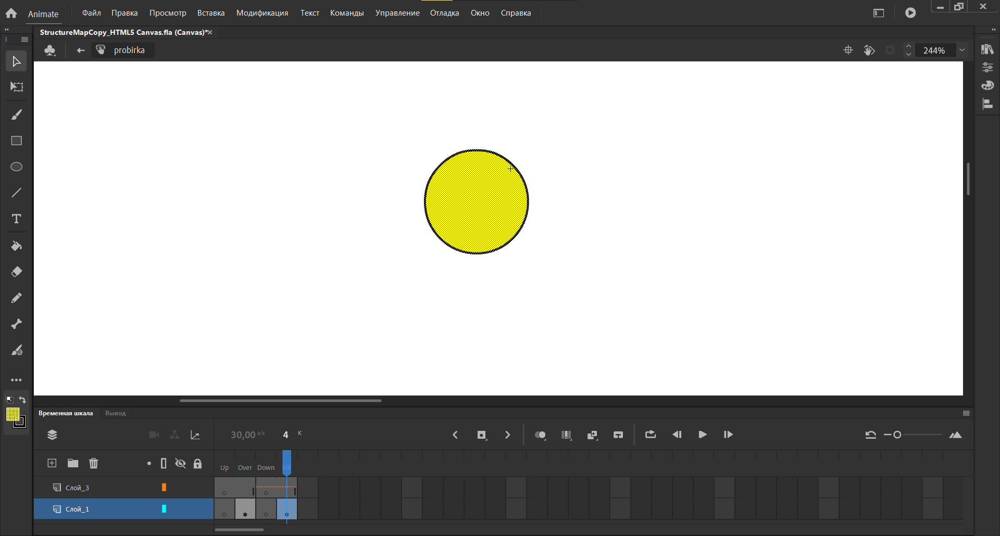 Animate Файл Правка Просмотр Вставка Модификация Текст Команды Управление Отладка Окно Справка
StructureMapCopy_HTML5 Canvas.fla (Canvas)*
probirka 244%
Временная шкала Вывод
30,00 к/с 4 К
Up Over Down Hit
Слой_3
Слой_1